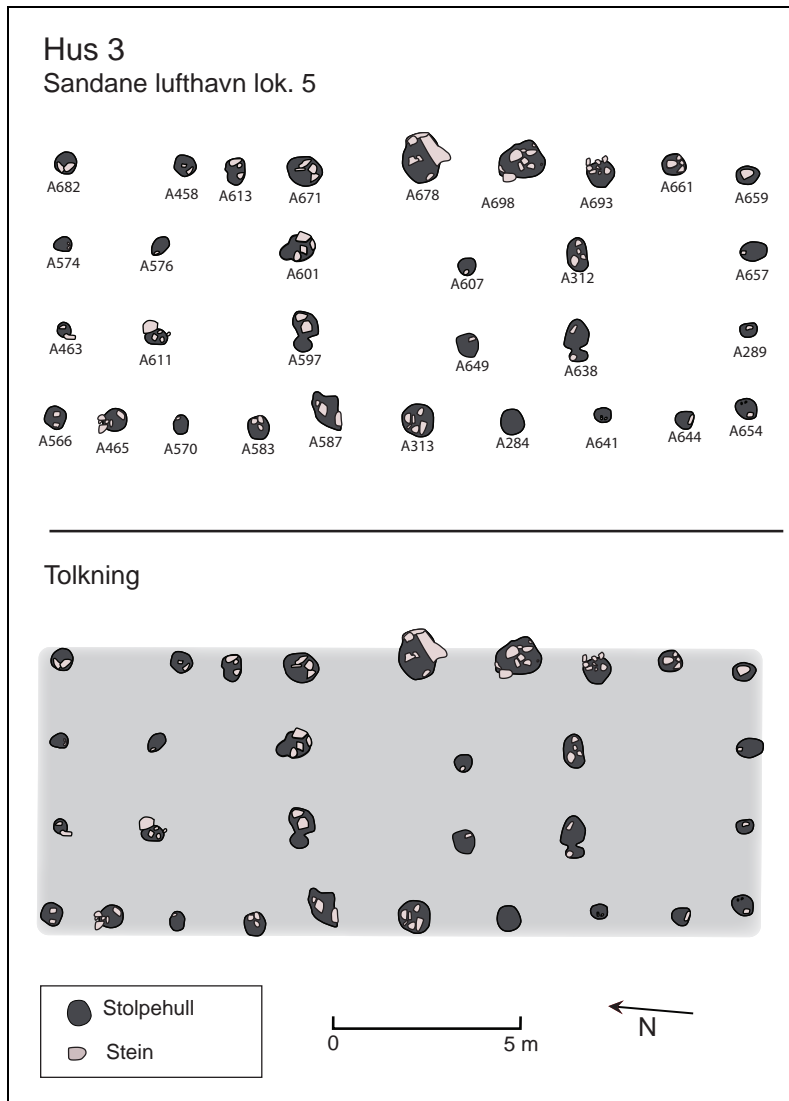 Hus 3
Sandane lufthavn lok. 5
A682 A458 A613 A671 A678 A698 A693 A661 A659
A574 A576 A601 A607 A312 A657
A463 A611 A597 A649 A638 A289
A566 A465 A570 A583 A587 A313 A284 A641 A644 A654
Tolkning
Stolpehull
Stein
0 5 m
N